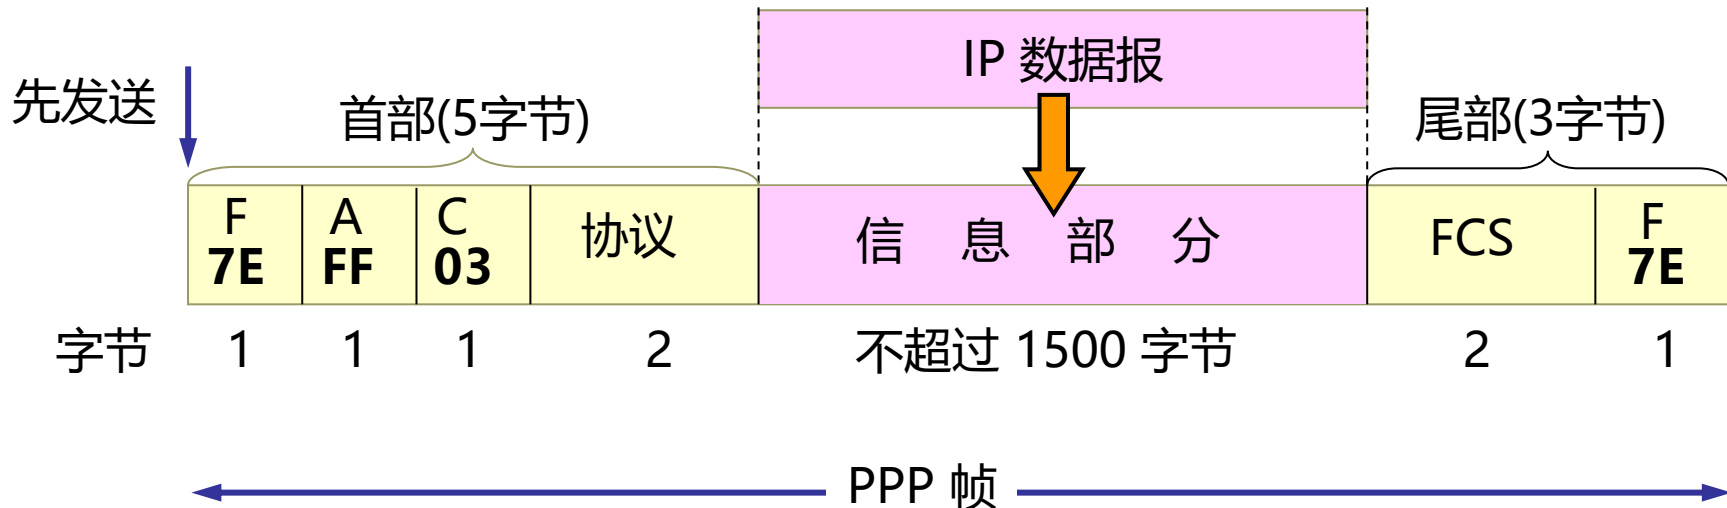 IP 数据报
先发送
首部(5字节)
尾部(3字节)
F A C 协议 信息部分 FCS F
7E FF 03 7E
字节 1 1 1 2 不超过 1500 字节 2 1
PPP 帧